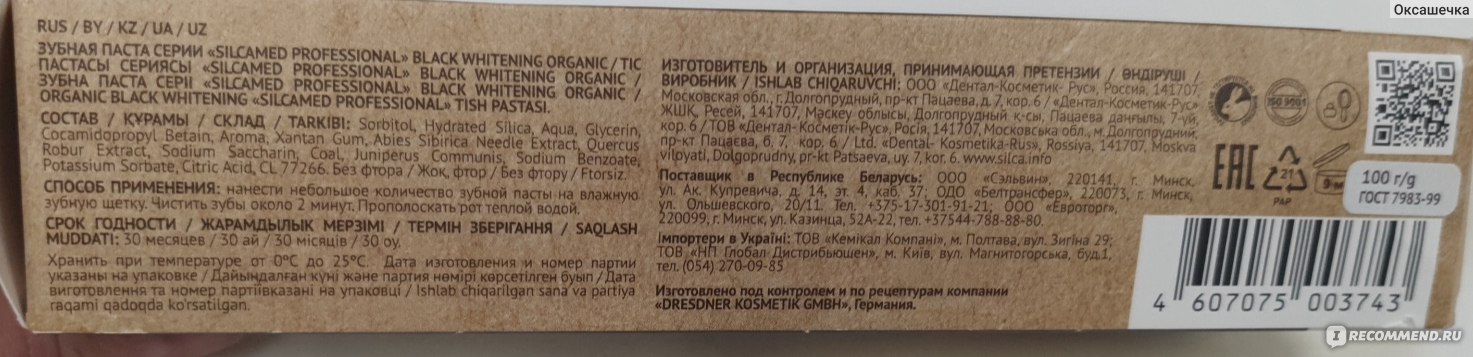 Оксашечка
RUS / BY / KZ / UA / UZ
ЗУБНАЯ ПАСТА СЕРИИ «SILCAMED PROFESSIONAL» BLACK WHITENING ORGANIC / ТІС
ПАСТАСЫ СЕРИЯСЫ «SILCAMED PROFESSIONAL» BLACK WHITENING ORGANIC /
ЗУБНА ПАСТА СЕРІЇ «SILCAMED PROFESSIONAL» BLACK WHITENING ORGANIC /
ORGANIC BLACK WHITENING «SILCAMED PROFESSIONAL» TISH PASTASI.
СОСТАВ / ҚҰРАМЫ / СКЛАД / TARKIBI: Sorbitol, Hydrated Silica, Aqua, Glycerin,
Cocamidopropyl Betain, Aroma, Xantan Gum, Abies Sibirica Needle Extract, Quercus
Robur Extract, Sodium Saccharin, Coal, Juniperus Communis, Sodium Benzoate,
Potassium Sorbate, Citric Acid, CL 77266. Без фтора / Жоқ фтор / Без фтору / Ftorsiz.
СПОСОБ ПРИМЕНЕНИЯ: нанести небольшое количество зубной пасты на влажную
зубную щетку. Чистить зубы около 2 минут. Прополоскать рот теплой водой.
СРОК ГОДНОСТИ / ЖАРАМДЫЛЫҚ МЕРЗІМІ / ТЕРМІН ЗБЕРІГАННЯ / SAQLASH
MUDDATI: 30 месяцев / 30 ай / 30 місяців / 30 oy.
Хранить при температуре от 0°С до 25°С. Дата изготовления и номер партии
указаны на упаковке / Дайындалған күні және партия нөмірі көрсетілген буып / Дата
виготовлення та номер партіївказані на упаковці / Ishlab chiqarilgan sana va partiya
raqami qadoqda ko'rsatilgan.
ИЗГОТОВИТЕЛЬ И ОРГАНИЗАЦИЯ, ПРИНИМАЮЩАЯ ПРЕТЕНЗИИ / ӨНДІРУШІ /
ВИРОБНИК / ISHLAB CHIQARUVCHI: ООО «Дентал-Косметик- Рус», Россия, 141707,
Московская обл., г. Долгопрудный, пр-кт Пацаева, д. 7, кор. 6 / «Дентал-Косметик-Рус»
ЖШҚ, Ресей, 141707, Маскеу облысы, Долгопрудный қ-сы, Пацаева даңғылы, 7-уй,
кор. 6 / ТОВ «Дентал- Косметік-Рус», Росія, 141707, Московська обл., м. Долгопрудний,
пр-кт Пацаєва, б. 7, кор. 6 / Ltd. «Dental- Kosmetika-Rus», Rossiya, 141707, Moskva
viloyati, Dolgoprudny, pr-kt Patsaeva, uy. 7, kor. 6. www.silca.info
Поставщик в Республике Беларусь: ООО «Сэльвин», 220141, г. Минск,
ул. Ак. Купревича, д. 14, эт. 4, каб. 37; ОДО «Белтрансфер», 220073, г. Минск,
ул. Ольшевского, 20/11. Тел. +375-17-301-91-21; ООО «Евроторг»,
220099, г. Минск, ул. Казинца, 52А-22, тел. +37544-788-88-80.
Імпортери в Україні: ТОВ «Кемікал Компані», м. Полтава, вул. Зигіна 29;
ТОВ «НП Глобал Дистрибьюшен», м. Київ, вул. Магнитогорська, буд.1,
тел. (054) 270-09-85
Изготовлено под контролем и по рецептурам компании
«DRESDNER KOSMETIK GMBH», Германия.
ISO 9001
EAC
21
PAP
9 м
100 г/g
ГОСТ 7983-99
4 607075 003743
IRECOMMEND.RU